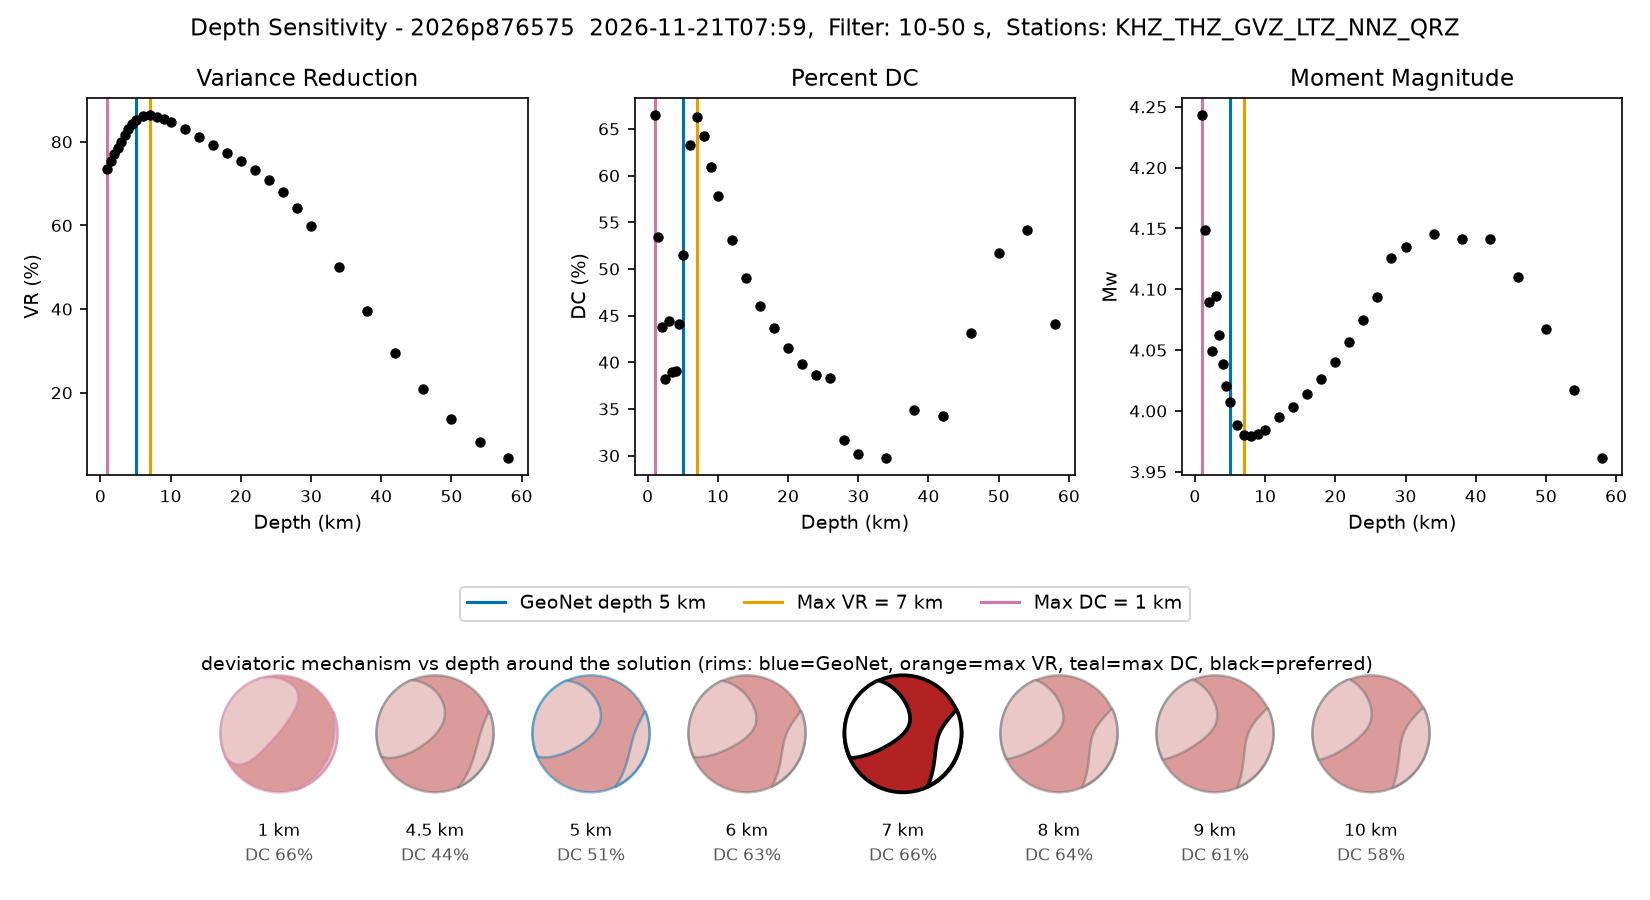 Depth Sensitivity - 2026p876575  2026-11-21T07:59,  Filter: 10-50 s,  Stations: KHZ_THZ_GVZ_LTZ_NNZ_QRZ
Variance Reduction
VR (%)
80
60
40
20
0 10 20 30 40 50 60
Depth (km)
Percent DC
DC (%)
65
60
55
50
45
40
35
30
0 10 20 30 40 50 60
Depth (km)
Moment Magnitude
Mw
4.25
4.20
4.15
4.10
4.05
4.00
3.95
0 10 20 30 40 50 60
Depth (km)
GeoNet depth 5 km
Max VR = 7 km
Max DC = 1 km
deviatoric mechanism vs depth around the solution (rims: blue=GeoNet, orange=max VR, teal=max DC, black=preferred)
1 km 4.5 km 5 km 6 km 7 km 8 km 9 km 10 km
DC 66% DC 44% DC 51% DC 63% DC 66% DC 64% DC 61% DC 58%